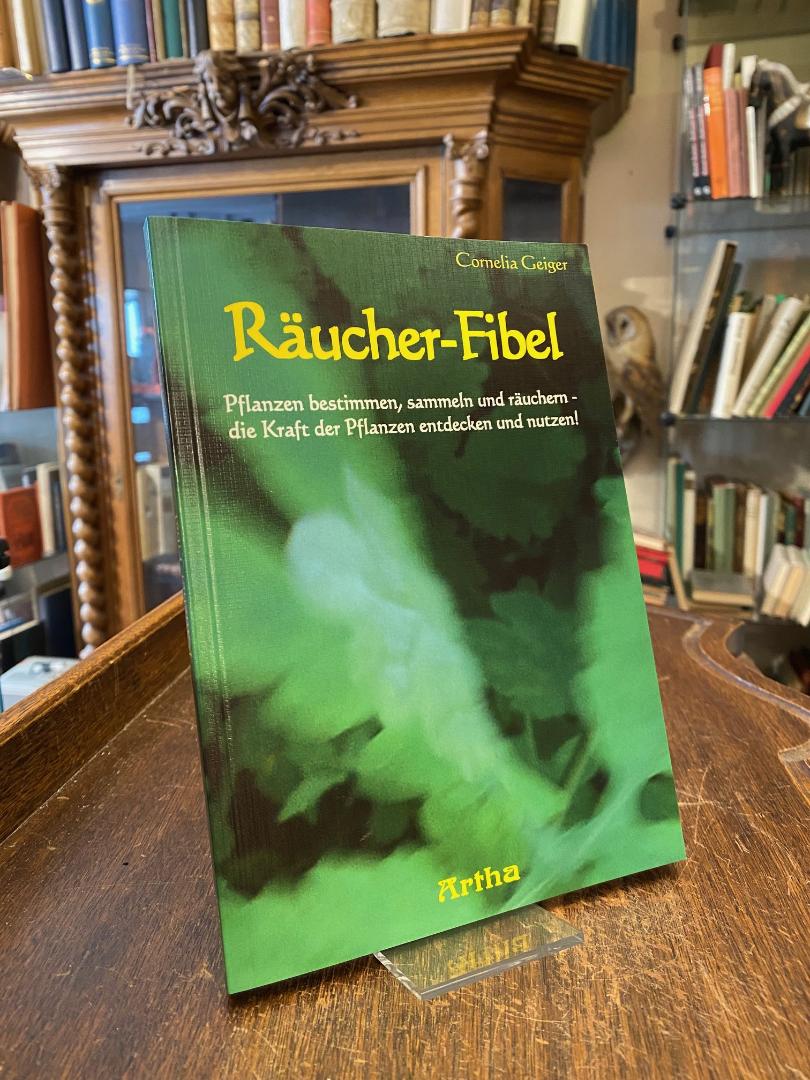 Cornelia Geiger
Räucher-Fibel
Pflanzen bestimmen, sammeln und räuchern -
die Kraft der Pflanzen entdecken und nutzen!
Artha